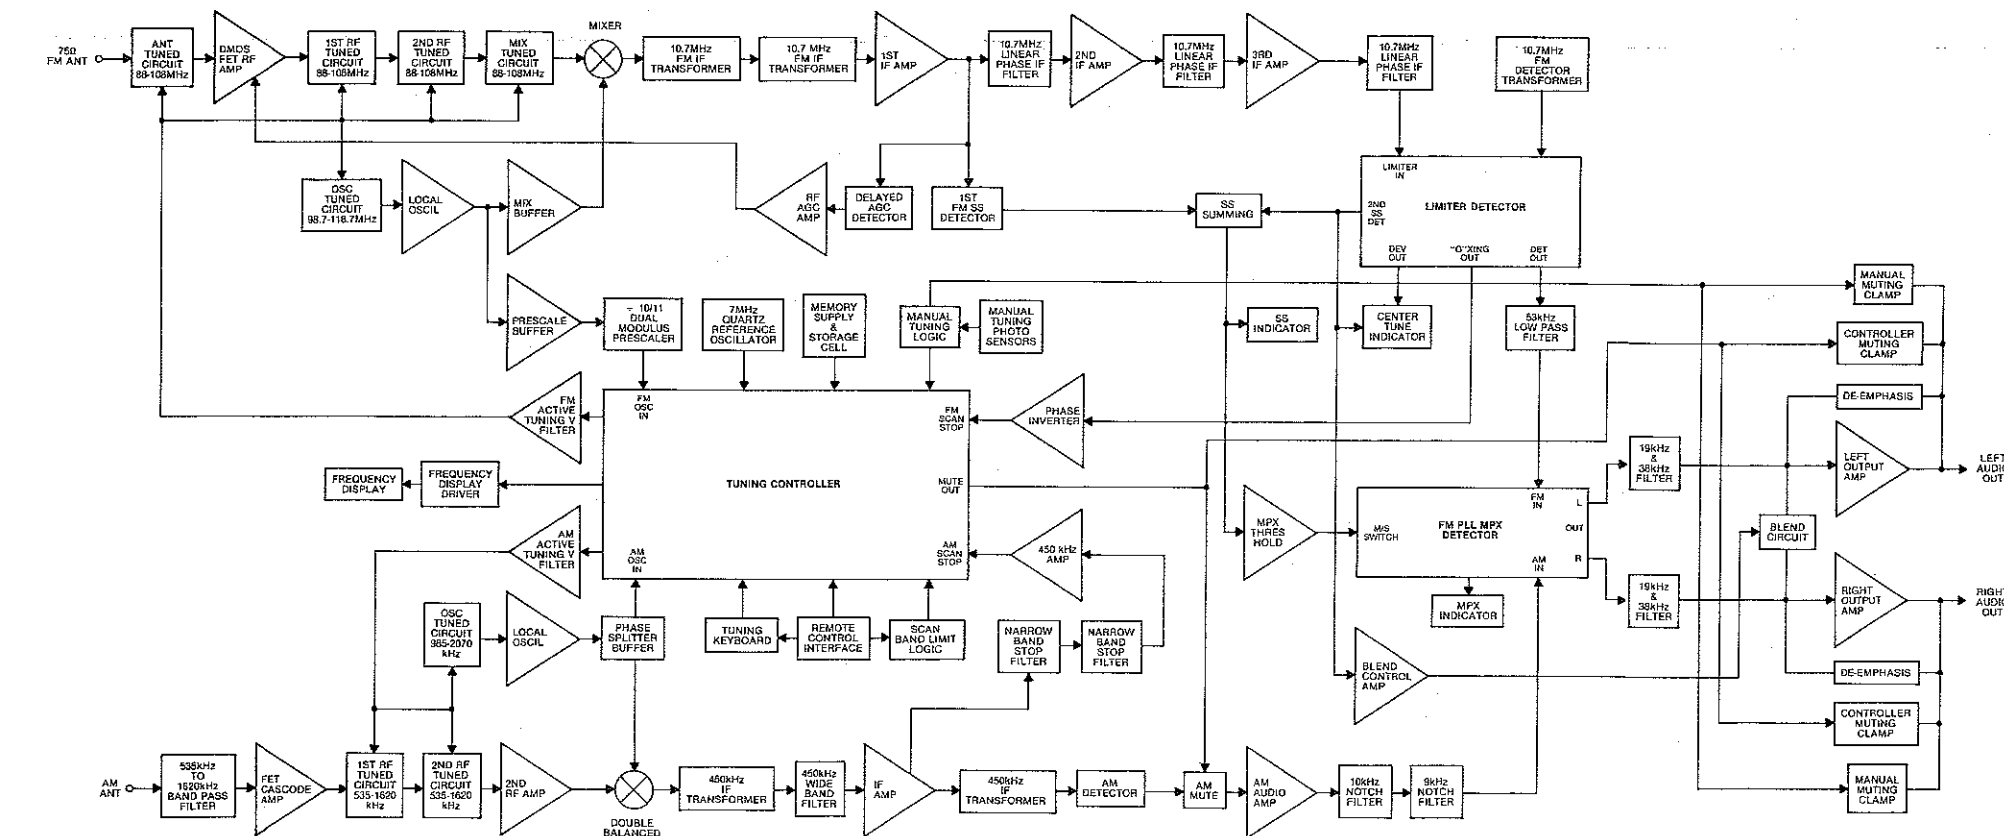 75Ω
FM ANT
ANT
TUNED
CIRCUIT
88-108MHz
DMOS
FET RF
AMP
1ST RF
TUNED
CIRCUIT
88-108MHz
2ND RF
TUNED
CIRCUIT
88-108MHz
MIX
TUNED
CIRCUIT
88-108MHz
MIXER
10.7MHz
FM IF
TRANSFORMER
10.7 MHz
FM IF
TRANSFORMER
1ST
IF AMP
10.7MHz
LINEAR
PHASE IF
FILTER
2ND
IF AMP
10.7MHz
LINEAR
PHASE IF
FILTER
3RD
IF AMP
10.7MHz
LINEAR
PHASE IF
FILTER
10.7MHz
FM
DETECTOR
TRANSFORMER
OSC
TUNED
CIRCUIT
98.7-118.7MHz
LOCAL
OSCIL
MIX
BUFFER
RF
AGC
AMP
DELAYED
AGC
DETECTOR
1ST
FM SS
DETECTOR
SS
SUMMING
LIMITER
IN
2ND
SS
DET
LIMITER DETECTOR
DEV
OUT
"O"XING
OUT
DET
OUT
PRESCALE
BUFFER
÷ 10/11
DUAL
MODULUS
PRESCALER
7MHz
QUARTZ
REFERENCE
OSCILLATOR
MEMORY
SUPPLY
&
STORAGE
CELL
MANUAL
TUNING
LOGIC
MANUAL
TUNING
PHOTO
SENSORS
SS
INDICATOR
CENTER
TUNE
INDICATOR
53kHz
LOW PASS
FILTER
MANUAL
MUTING
CLAMP
CONTROLLER
MUTING
CLAMP
DE-EMPHASIS
FM
ACTIVE
TUNING V
FILTER
FM
OSC
IN
FM
SCAN
STOP
PHASE
INVERTER
FREQUENCY
DISPLAY
FREQUENCY
DISPLAY
DRIVER
TUNING CONTROLLER
MUTE
OUT
19kHz
&
38kHz
FILTER
LEFT
OUTPUT
AMP
LEFT
AUDIO
OUT
AM
ACTIVE
TUNING V
FILTER
AM
OSC
IN
AM
SCAN
STOP
450 kHz
AMP
MPX
THRES
HOLD
M/S
SWITCH
FM PLL MPX
DETECTOR
FM
IN
L
OUT
AM
IN
R
BLEND
CIRCUIT
OSC
TUNED
CIRCUIT
985-2070
kHz
LOCAL
OSCIL
PHASE
SPLITTER
BUFFER
TUNING
KEYBOARD
REMOTE
CONTROL
INTERFACE
SCAN
BAND LIMIT
LOGIC
NARROW
BAND
STOP
FILTER
NARROW
BAND
STOP
FILTER
MPX
INDICATOR
19kHz
&
38kHz
FILTER
RIGHT
OUTPUT
AMP
RIGHT
AUDIO
OUT
BLEND
CONTROL
AMP
DE-EMPHASIS
CONTROLLER
MUTING
CLAMP
AM
ANT
535kHz
TO
1620kHz
BAND PASS
FILTER
FET
CASCODE
AMP
1ST RF
TUNED
CIRCUIT
535-1620
kHz
2ND RF
TUNED
CIRCUIT
535-1620
kHz
2ND
RF AMP
DOUBLE
BALANCED
450kHz
IF
TRANSFORMER
450kHz
WIDE
BAND
FILTER
IF
AMP
450kHz
IF
TRANSFORMER
AM
DETECTOR
AM
MUTE
AM
AUDIO
AMP
10kHz
NOTCH
FILTER
9kHz
NOTCH
FILTER
MANUAL
MUTING
CLAMP